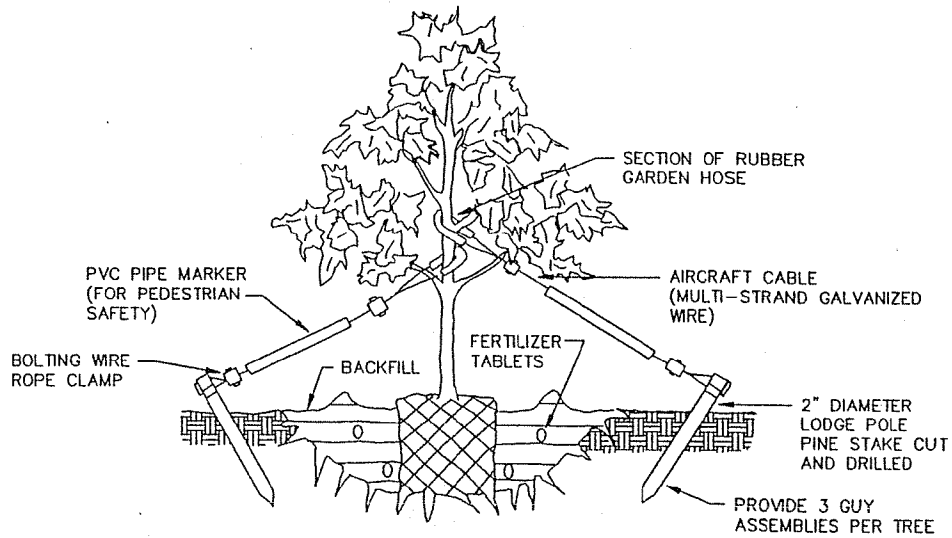 SECTION OF RUBBER
GARDEN HOSE
PVC PIPE MARKER
(FOR PEDESTRIAN
SAFETY)
AIRCRAFT CABLE
(MULTI-STRAND GALVANIZED
WIRE)
BOLTING WIRE
ROPE CLAMP
BACKFILL
FERTILIZER
TABLETS
2" DIAMETER
LODGE POLE
PINE STAKE CUT
AND DRILLED
PROVIDE 3 GUY
ASSEMBLIES PER TREE